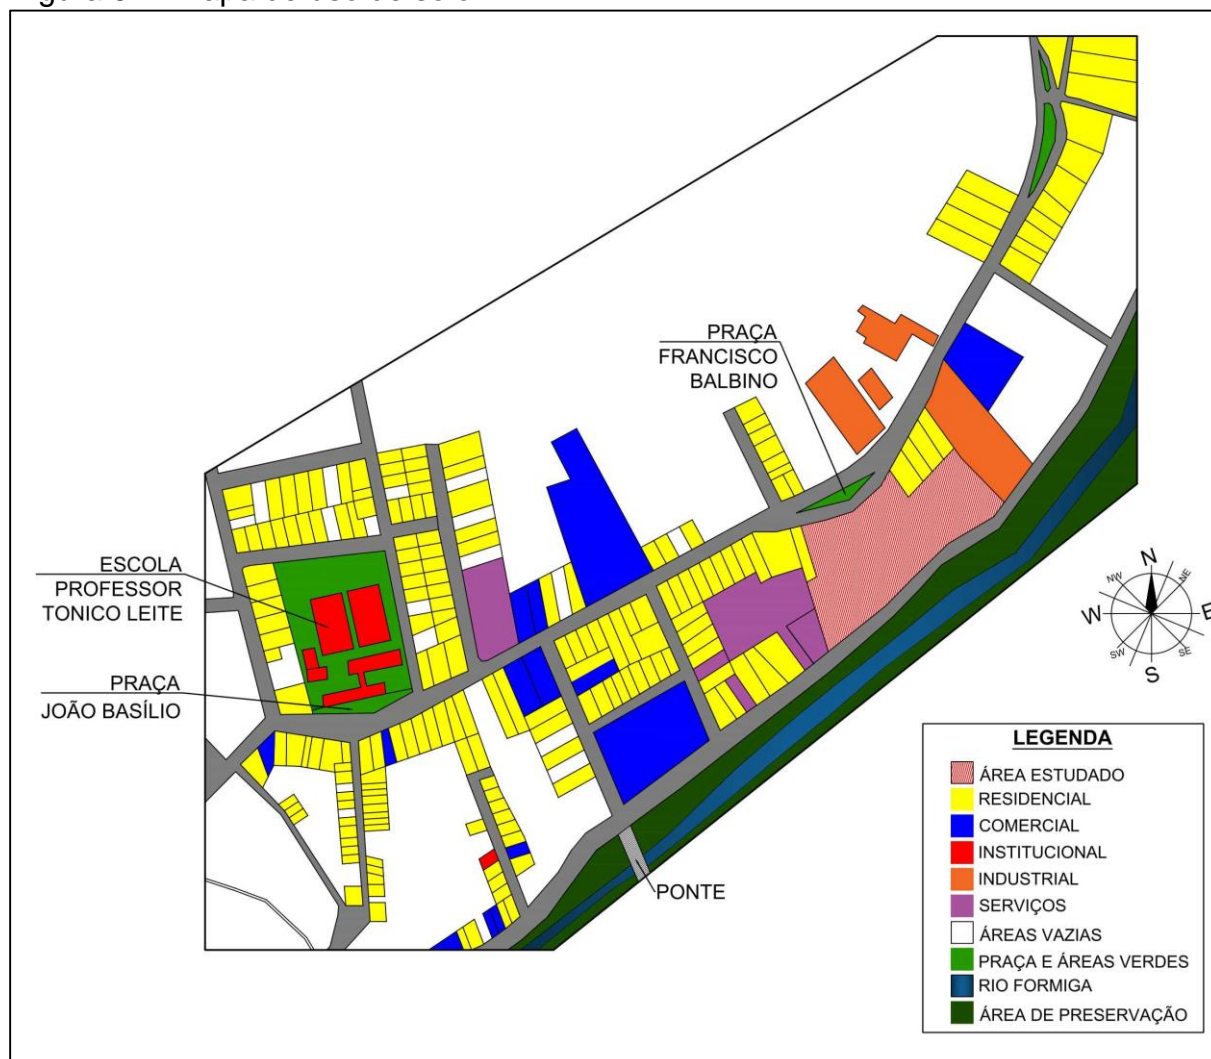 PRAÇA
FRANCISCO
BALBINO
ESCOLA
PROFESSOR
TONICO LEITE
PRAÇA
JOÃO BASÍLIO
PONTE
N
NW
NE
W
E
SW
SE
S
LEGENDA
ÁREA ESTUDADO
RESIDENCIAL
COMERCIAL
INSTITUCIONAL
INDUSTRIAL
SERVIÇOS
ÁREAS VAZIAS
PRAÇA E ÁREAS VERDES
RIO FORMIGA
ÁREA DE PRESERVAÇÃO